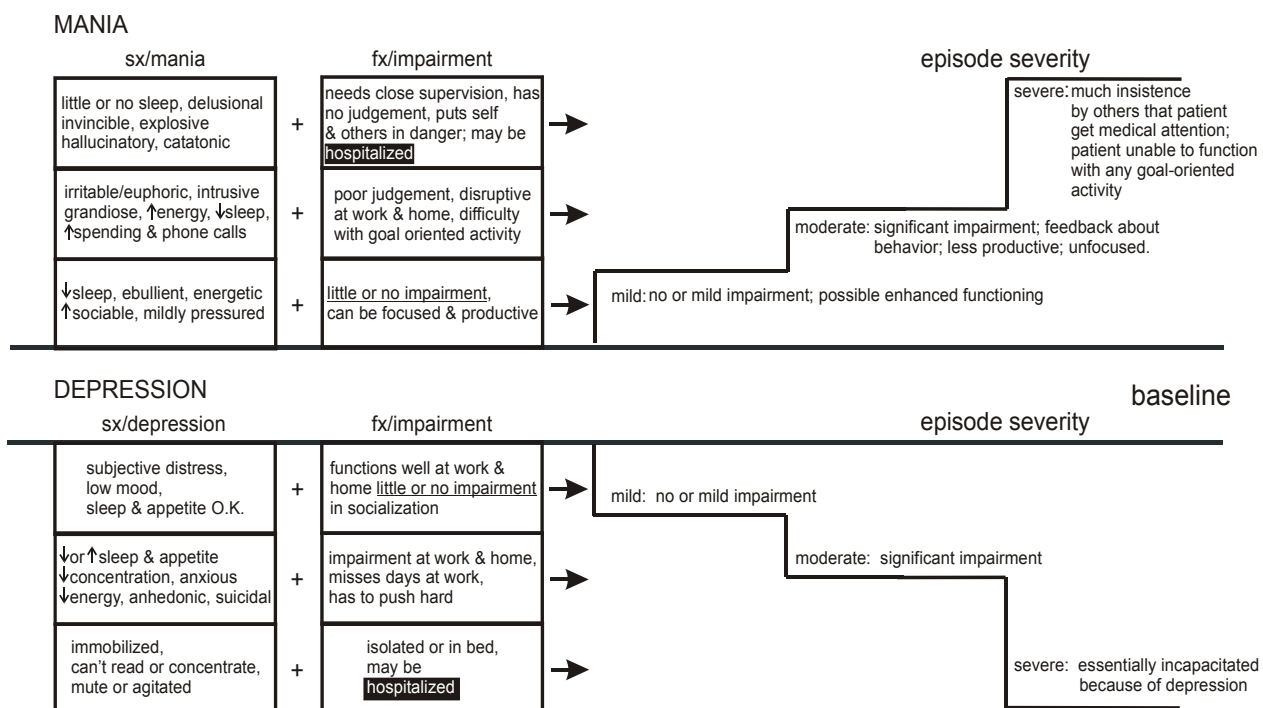 MANIA
sx/mania
fx/impairment
episode severity
little or no sleep, delusional
invincible, explosive
hallucinatory, catatonic
+
needs close supervision, has
no judgement, puts self
& others in danger; may be
hospitalized
severe: much insistence
by others that patient
get medical attention;
patient unable to function
with any goal-oriented
activity
irritable/euphoric, intrusive
grandiose, ↑energy, ↓sleep,
↑spending & phone calls
+
poor judgement, disruptive
at work & home, difficulty
with goal oriented activity
moderate: significant impairment; feedback about
behavior; less productive; unfocused.
↓sleep, ebullient, energetic
↑sociable, mildly pressured
+
little or no impairment,
can be focused & productive
mild: no or mild impairment; possible enhanced functioning
DEPRESSION
baseline
sx/depression
fx/impairment
episode severity
subjective distress,
low mood,
sleep & appetite O.K.
+
functions well at work &
home little or no impairment
in socialization
mild: no or mild impairment
↓or ↑sleep & appetite
↓concentration, anxious
↓energy, anhedonic, suicidal
+
impairment at work & home,
misses days at work,
has to push hard
moderate: significant impairment
immobilized,
can't read or concentrate,
mute or agitated
+
isolated or in bed,
may be
hospitalized
severe: essentially incapacitated
because of depression